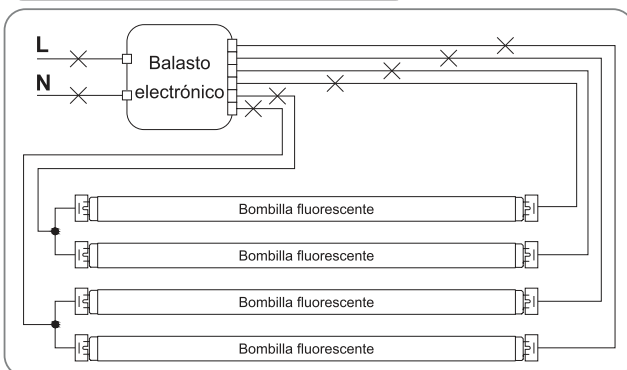 L
N
Balasto
electrónico
Bombilla fluorescente
Bombilla fluorescente
Bombilla fluorescente
Bombilla fluorescente